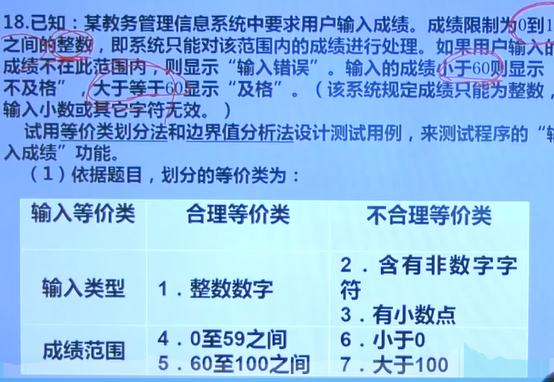 18.已知：某教务管理信息系统中要求用户输入成绩。成绩限制为0到1
之间的整数，即系统只能对该范围内的成绩进行处理。如果用户输入的
成绩不在此范围内，则显示“输入错误”。输入的成绩小于60则显示
不及格”，大于等于60显示“及格”。（该系统规定成绩只能为整数，
输入小数或其它字符无效。）
试用等价类划分法和边界值分析法设计测试用例，来测试程序的“输
入成绩”功能。
（1）依据题目，划分的等价类为：
输入等价类 合理等价类 不合理等价类
输入类型 1．整数数字 2．含有非数字字
符
3．有小数点
成绩范围 4．0至59之间 6．小于0
5．60至100之间 7．大于100